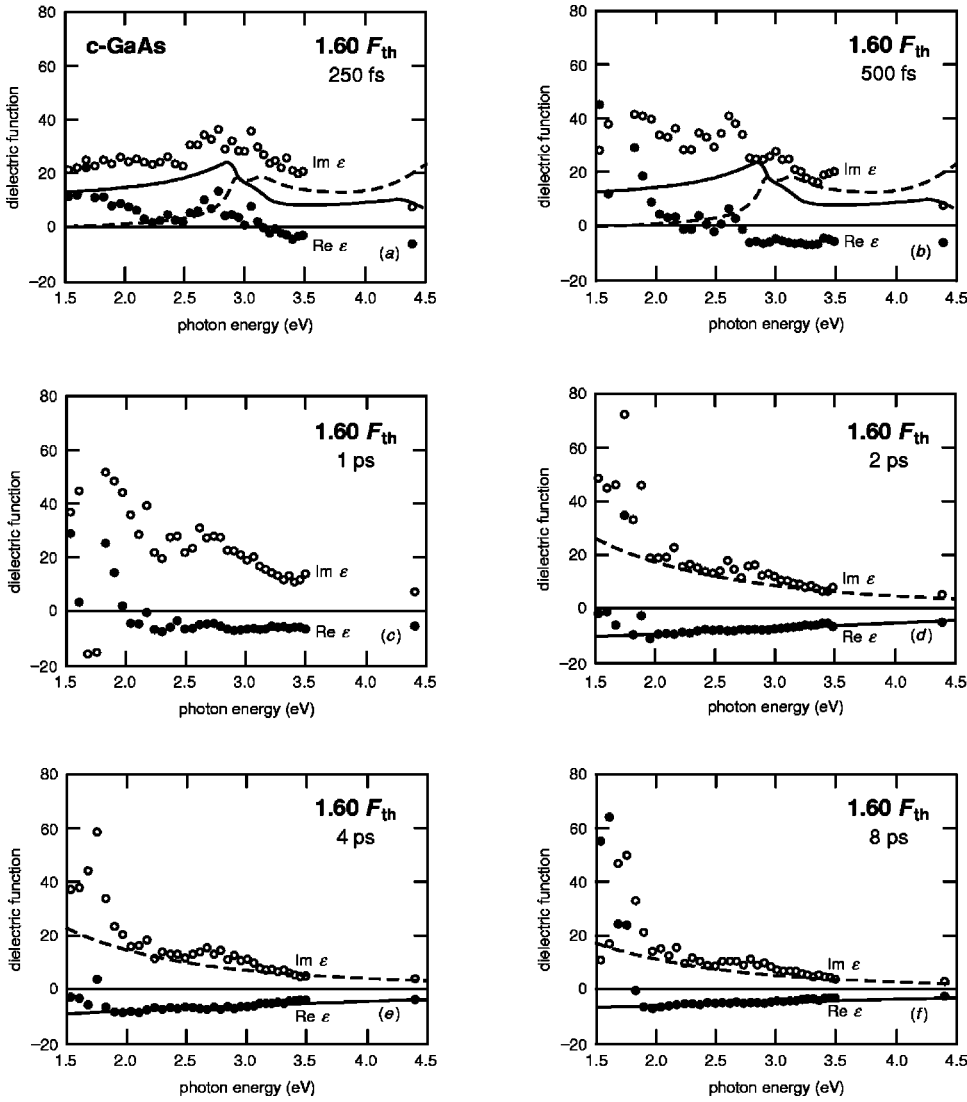 80
60
40
20
0
−20
dielectric function
c-GaAs
1.60 Fth
250 fs
Im ε
Re ε
(a)
1.5 2.0 2.5 3.0 3.5 4.0 4.5
photon energy (eV)
80
60
40
20
0
−20
dielectric function
1.60 Fth
500 fs
Im ε
Re ε
(b)
1.5 2.0 2.5 3.0 3.5 4.0 4.5
photon energy (eV)
80
60
40
20
0
−20
dielectric function
1.60 Fth
1 ps
Im ε
Re ε
(c)
1.5 2.0 2.5 3.0 3.5 4.0 4.5
photon energy (eV)
80
60
40
20
0
−20
dielectric function
1.60 Fth
2 ps
Im ε
Re ε
(d)
1.5 2.0 2.5 3.0 3.5 4.0 4.5
photon energy (eV)
80
60
40
20
0
−20
dielectric function
1.60 Fth
4 ps
Im ε
Re ε
(e)
1.5 2.0 2.5 3.0 3.5 4.0 4.5
photon energy (eV)
80
60
40
20
0
−20
dielectric function
1.60 Fth
8 ps
Im ε
Re ε
(f)
1.5 2.0 2.5 3.0 3.5 4.0 4.5
photon energy (eV)